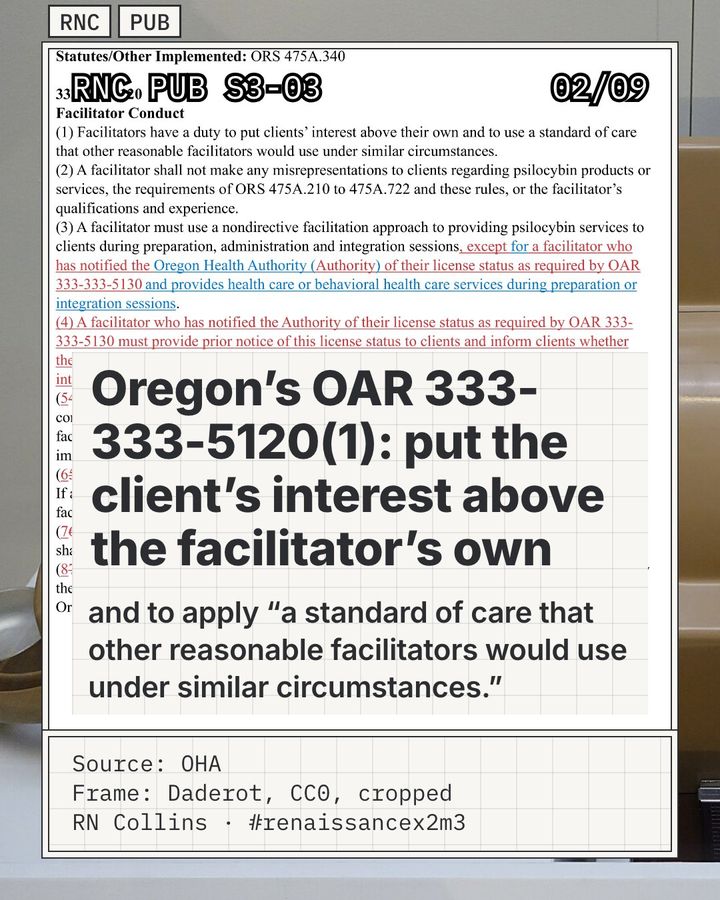 RNC PUB
Statutes/Other Implemented: ORS 475A.340
RNC PUB S3-03 02/09
33 20
Facilitator Conduct
(1) Facilitators have a duty to put clients’ interest above their own and to use a standard of care
that other reasonable facilitators would use under similar circumstances.
(2) A facilitator shall not make any misrepresentations to clients regarding psilocybin products or
services, the requirements of ORS 475A.210 to 475A.722 and these rules, or the facilitator’s
qualifications and experience.
(3) A facilitator must use a nondirective facilitation approach to providing psilocybin services to
clients during preparation, administration and integration sessions, except for a facilitator who
has notified the Oregon Health Authority (Authority) of their license status as required by OAR
333-333-5130 and provides health care or behavioral health care services during preparation or
integration sessions.
(4) A facilitator who has notified the Authority of their license status as required by OAR 333-
333-5130 must provide prior notice of this license status to clients and inform clients whether
the
Oregon’s OAR 333-
333-5120(1): put the
client’s interest above
the facilitator’s own
and to apply “a standard of care that
other reasonable facilitators would use
under similar circumstances.”
Source: OHA
Frame: Daderot, CC0, cropped
RN Collins · #renaissancex2m3